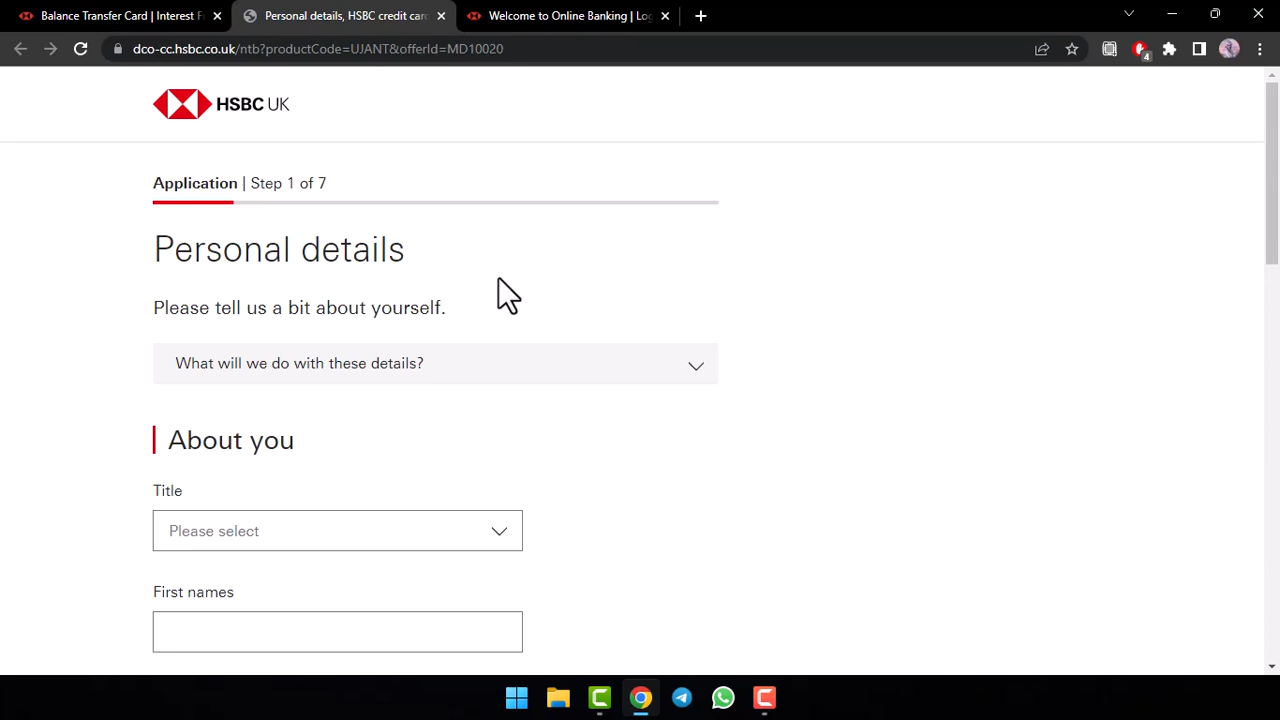 Balance Transfer Card | Interest F
Personal details, HSBC credit car
Welcome to Online Banking | Lo
dco-cc.hsbc.co.uk/ntb?productCode=UJANT&offerId=MD10020
4
HSBC UK
Application | Step 1 of 7
Personal details
Please tell us a bit about yourself.
What will we do with these details?
About you
Title
Please select
First names